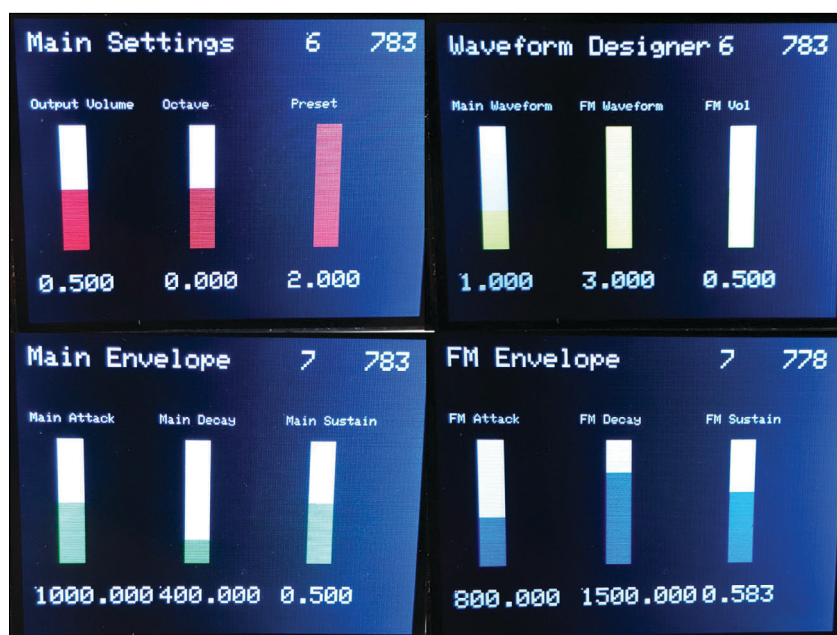 Main Settings 6 783
Output Volume Octave Preset
0.500 0.000 2.000
Waveform Designer 6 783
Main Waveform FM Waveform FM Vol
1.000 3.000 0.500
Main Envelope 7 783
Main Attack Main Decay Main Sustain
1000.000 400.000 0.500
FM Envelope 7 778
FM Attack FM Decay FM Sustain
800.000 1500.000 0.583